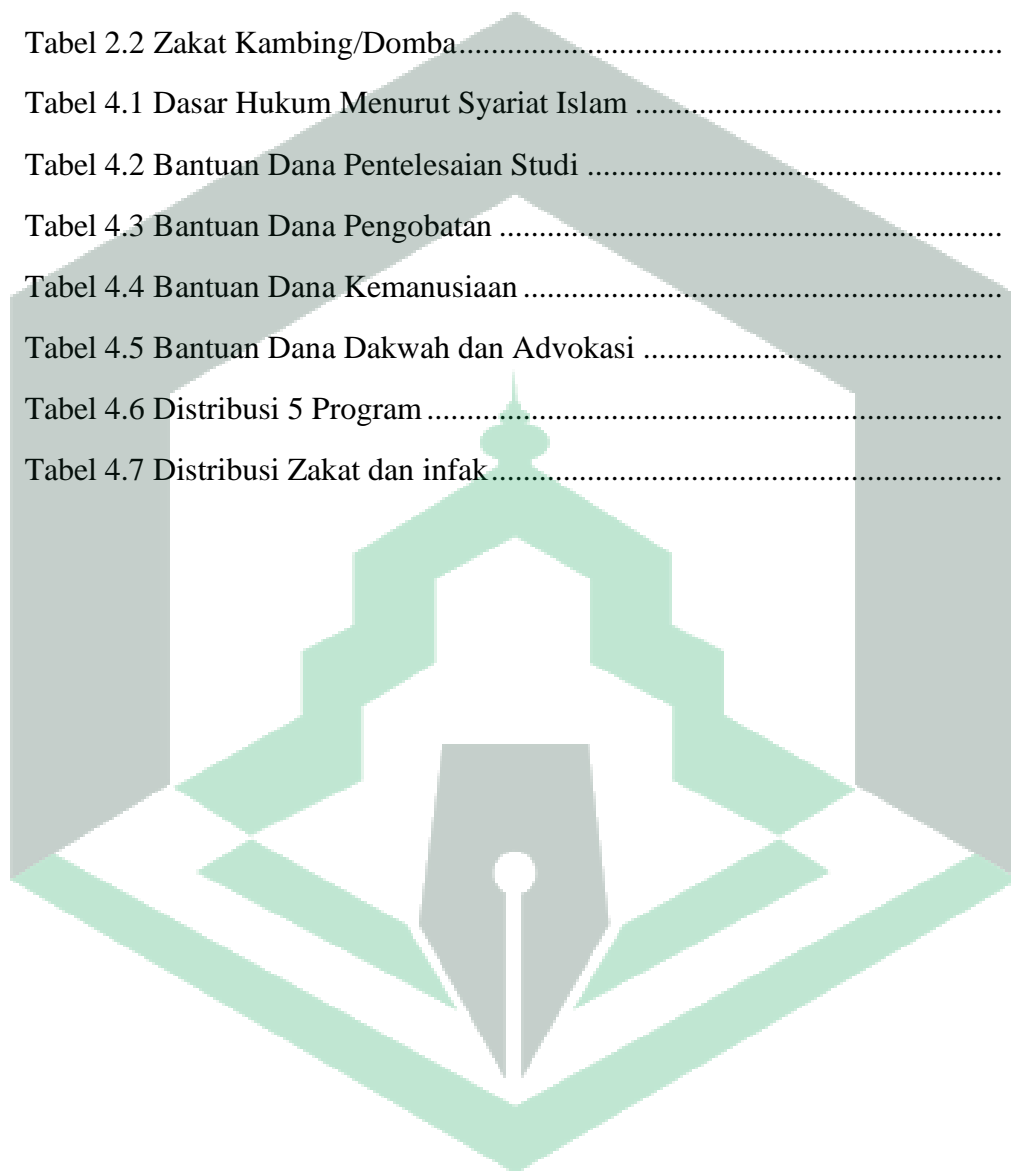 Tabel 2.2 Zakat Kambing/Domba..................................................................
Tabel 4.1 Dasar Hukum Menurut Syariat Islam .............................................
Tabel 4.2 Bantuan Dana Pentelesaian Studi ..................................................
Tabel 4.3 Bantuan Dana Pengobatan .............................................................
Tabel 4.4 Bantuan Dana Kemanusiaan ..........................................................
Tabel 4.5 Bantuan Dana Dakwah dan Advokasi ............................................
Tabel 4.6 Distribusi 5 Program ......................................................................
Tabel 4.7 Distribusi Zakat dan infak..............................................................